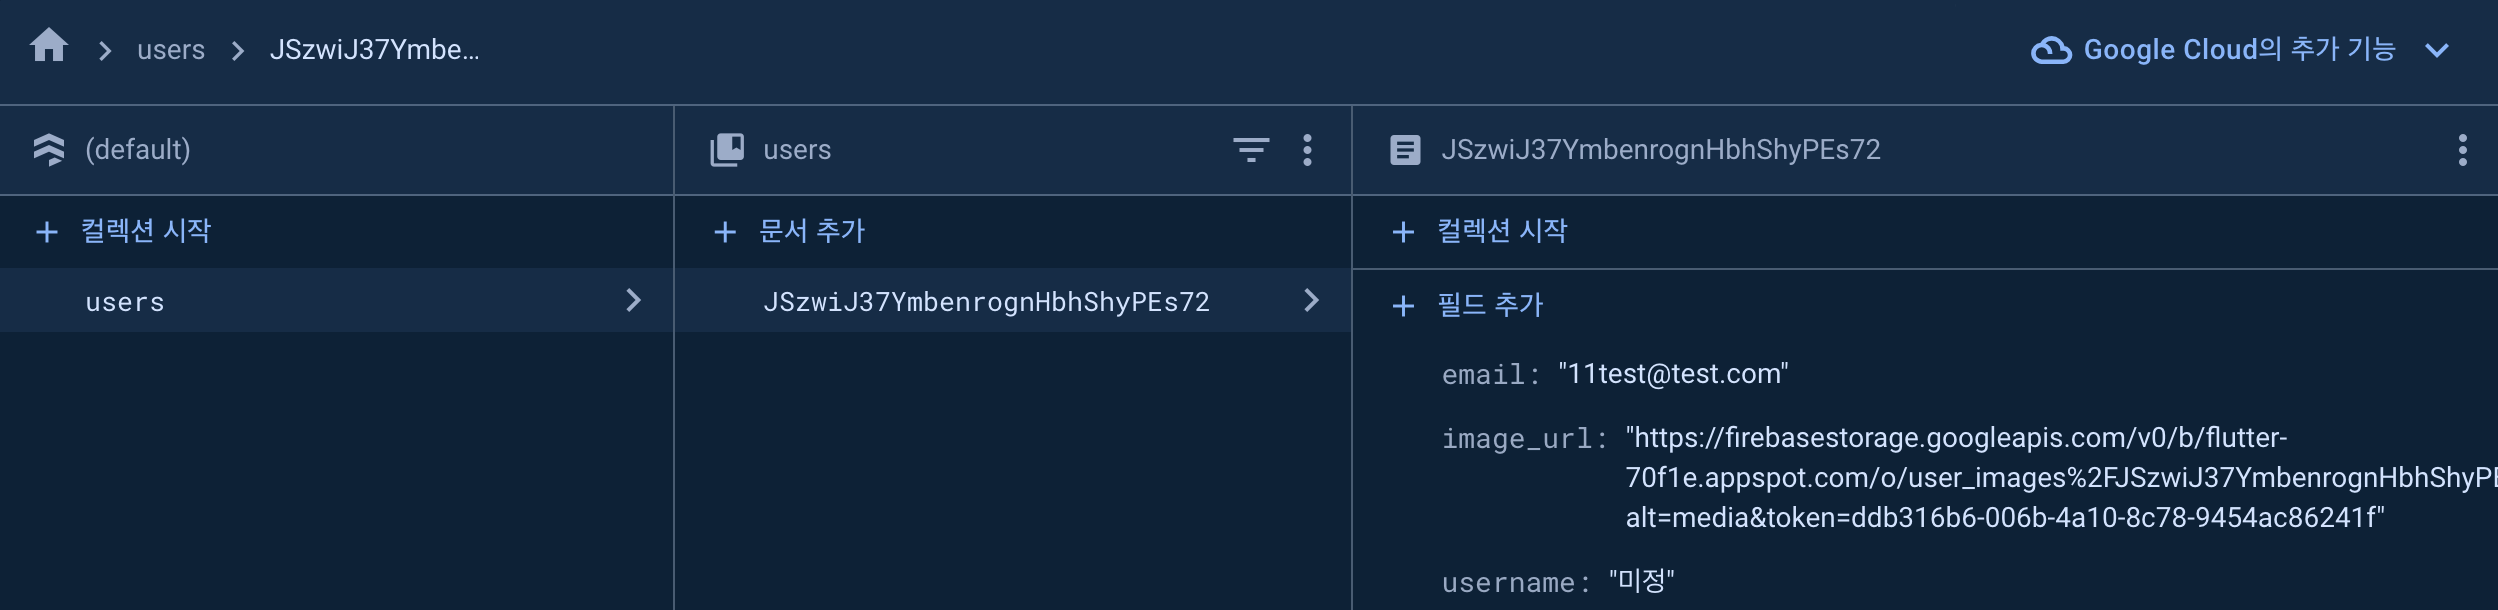 users
JSzwiJ37Ymbe...
Google Cloud의 추가 기능
(default)
users
JSzwiJ37YmbenrognHbhShyPEs72
컬렉션 시작
문서 추가
컬렉션 시작
users
JSzwiJ37YmbenrognHbhShyPEs72
필드 추가
email: "11test@test.com"
image_url: "https://firebasestorage.googleapis.com/v0/b/flutter-
70f1e.appspot.com/o/user_images%2FJSzwiJ37YmbenrognHbhShyPE
alt=media&token=ddb316b6-006b-4a10-8c78-9454ac86241f"
username: "미정"